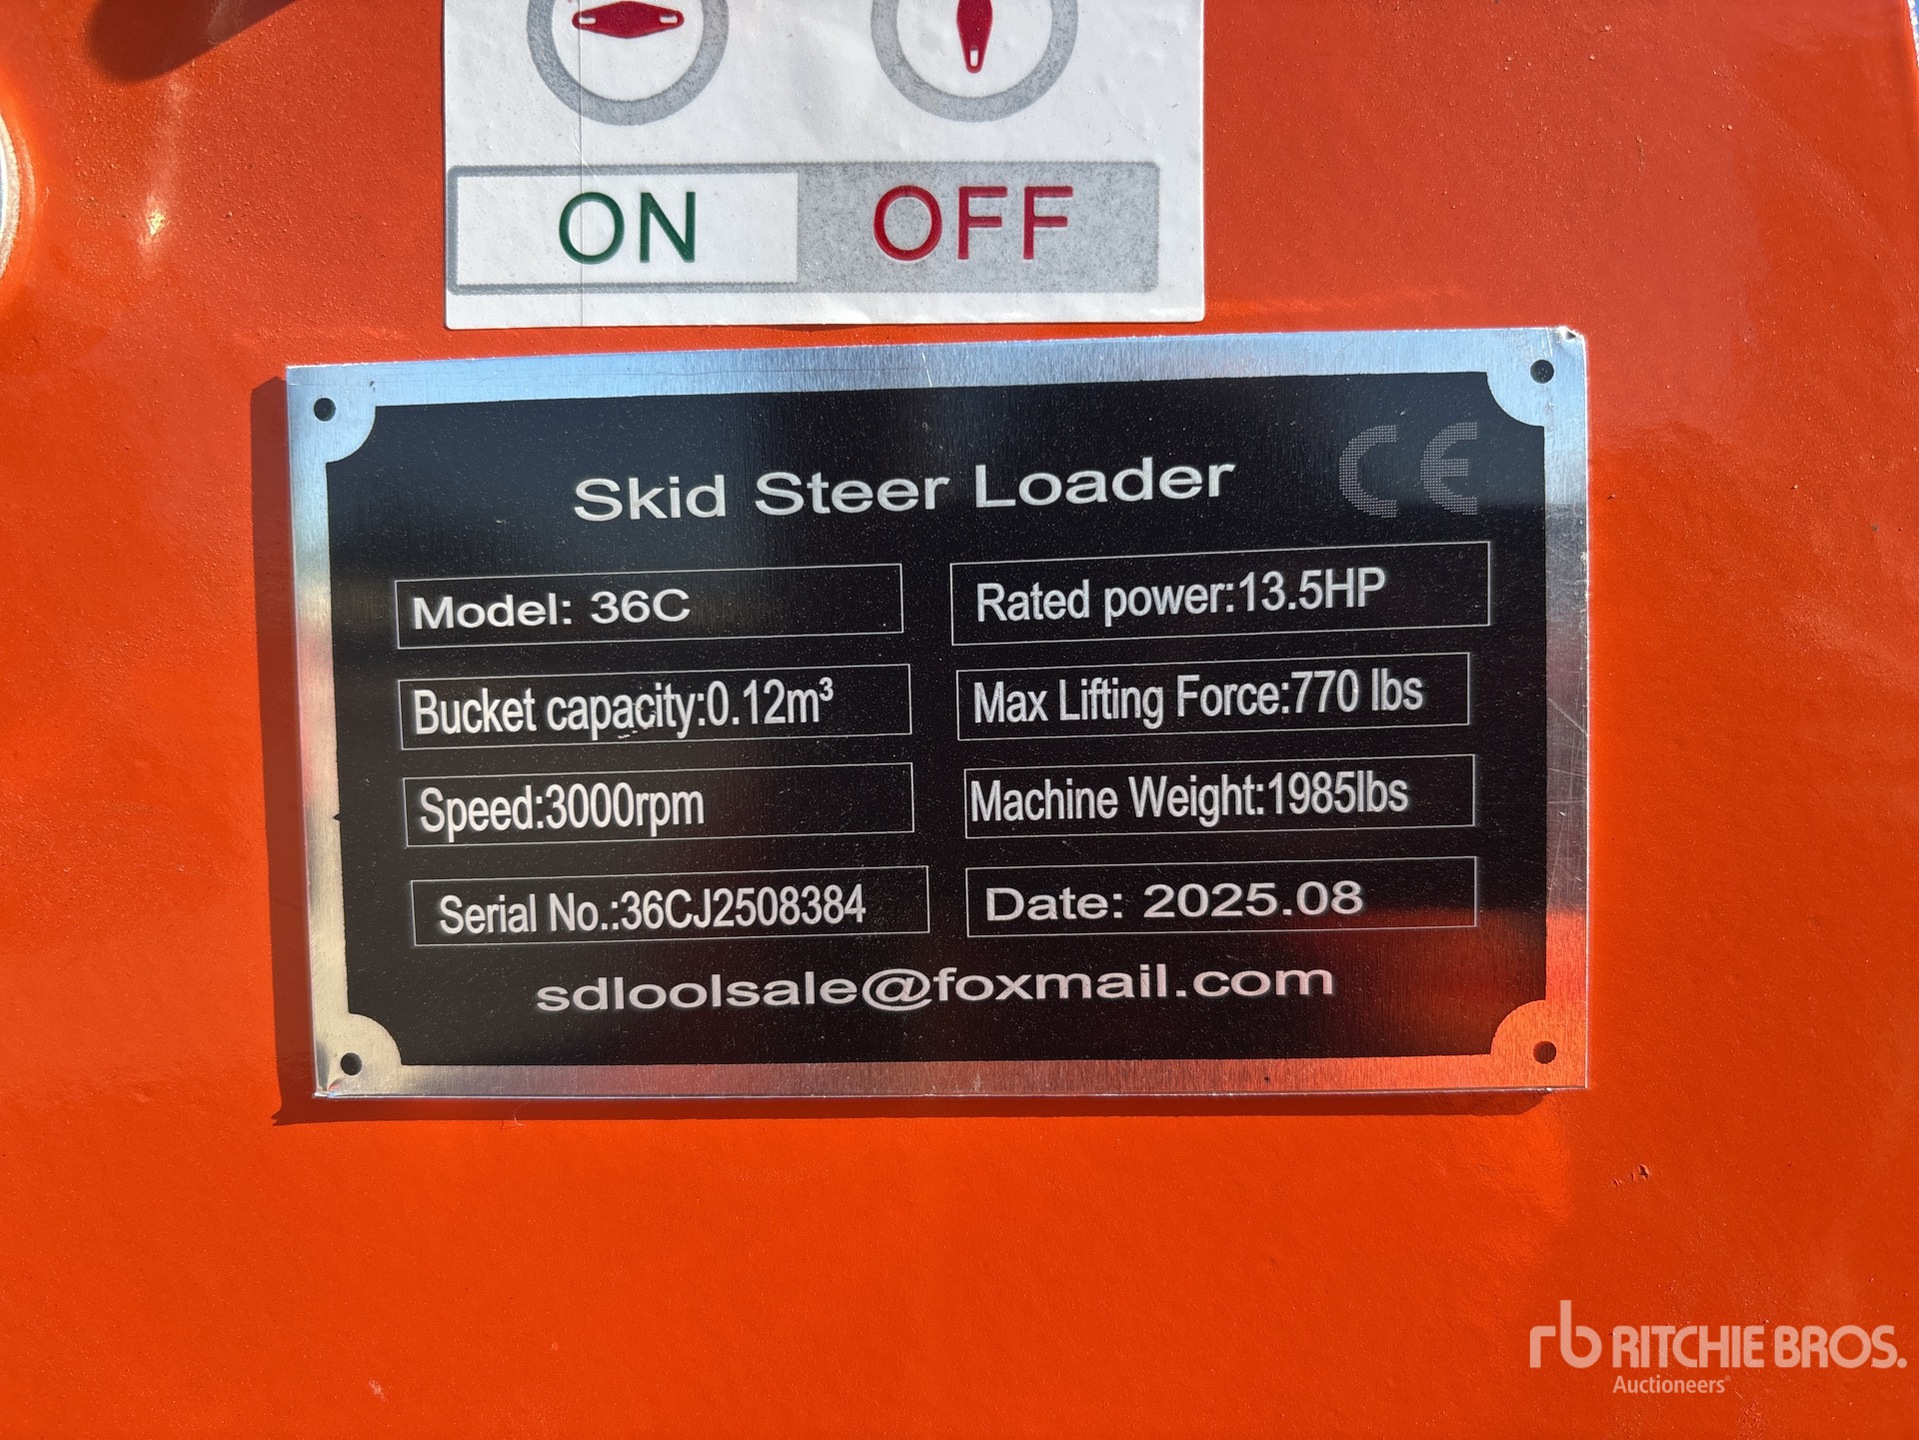 ON OFF
Skid Steer Loader CE
Model: 36C
Rated power:13.5HP
Bucket capacity:0.12m³
Max Lifting Force:770 lbs
Speed:3000rpm
Machine Weight:1985lbs
Serial No.:36CJ2508384
Date: 2025.08
sdloolsale@foxmail.com
rb RITCHIE BROS.
Auctioneers®